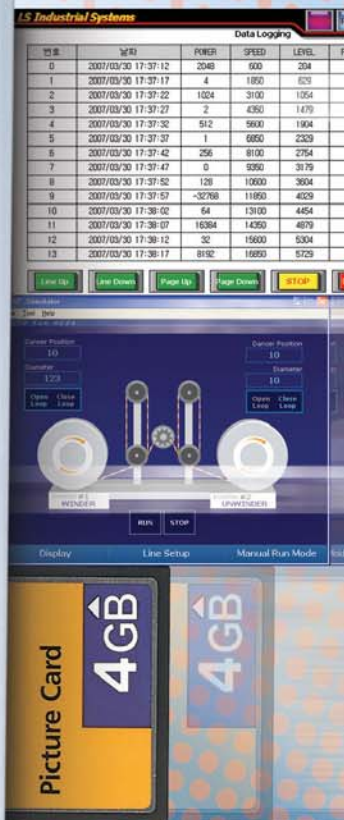 LS Industrial Systems
Data Logging
번호 날짜 POWER SPEED LEVEL
0 2007/03/30 17:37:12 2048 600 204
1 2007/03/30 17:37:17 4 1850 629
2 2007/03/30 17:37:22 1024 3100 1054
3 2007/03/30 17:37:27 2 4350 1479
4 2007/03/30 17:37:32 512 5600 1904
5 2007/03/30 17:37:37 1 6850 2329
6 2007/03/30 17:37:42 256 8100 2754
7 2007/03/30 17:37:47 0 9350 3179
8 2007/03/30 17:37:52 128 10600 3604
9 2007/03/30 17:37:57 -32768 11850 4029
10 2007/03/30 17:38:02 64 13100 4454
11 2007/03/30 17:38:07 16384 14350 4879
12 2007/03/30 17:38:12 32 15600 5304
13 2007/03/30 17:38:17 8192 16850 5729
Line Up Line Down Page Up Page Down STOP
Tool Help
Dancer Position Dancer Position
10 10
Diameter Diameter
123 10
Open Loop Close Loop Open Loop Close Loop
#1 #2
WINDER UNWINDER
RUN STOP
Display Line Setup Manual Run Mode
Picture Card
4GB
4GB